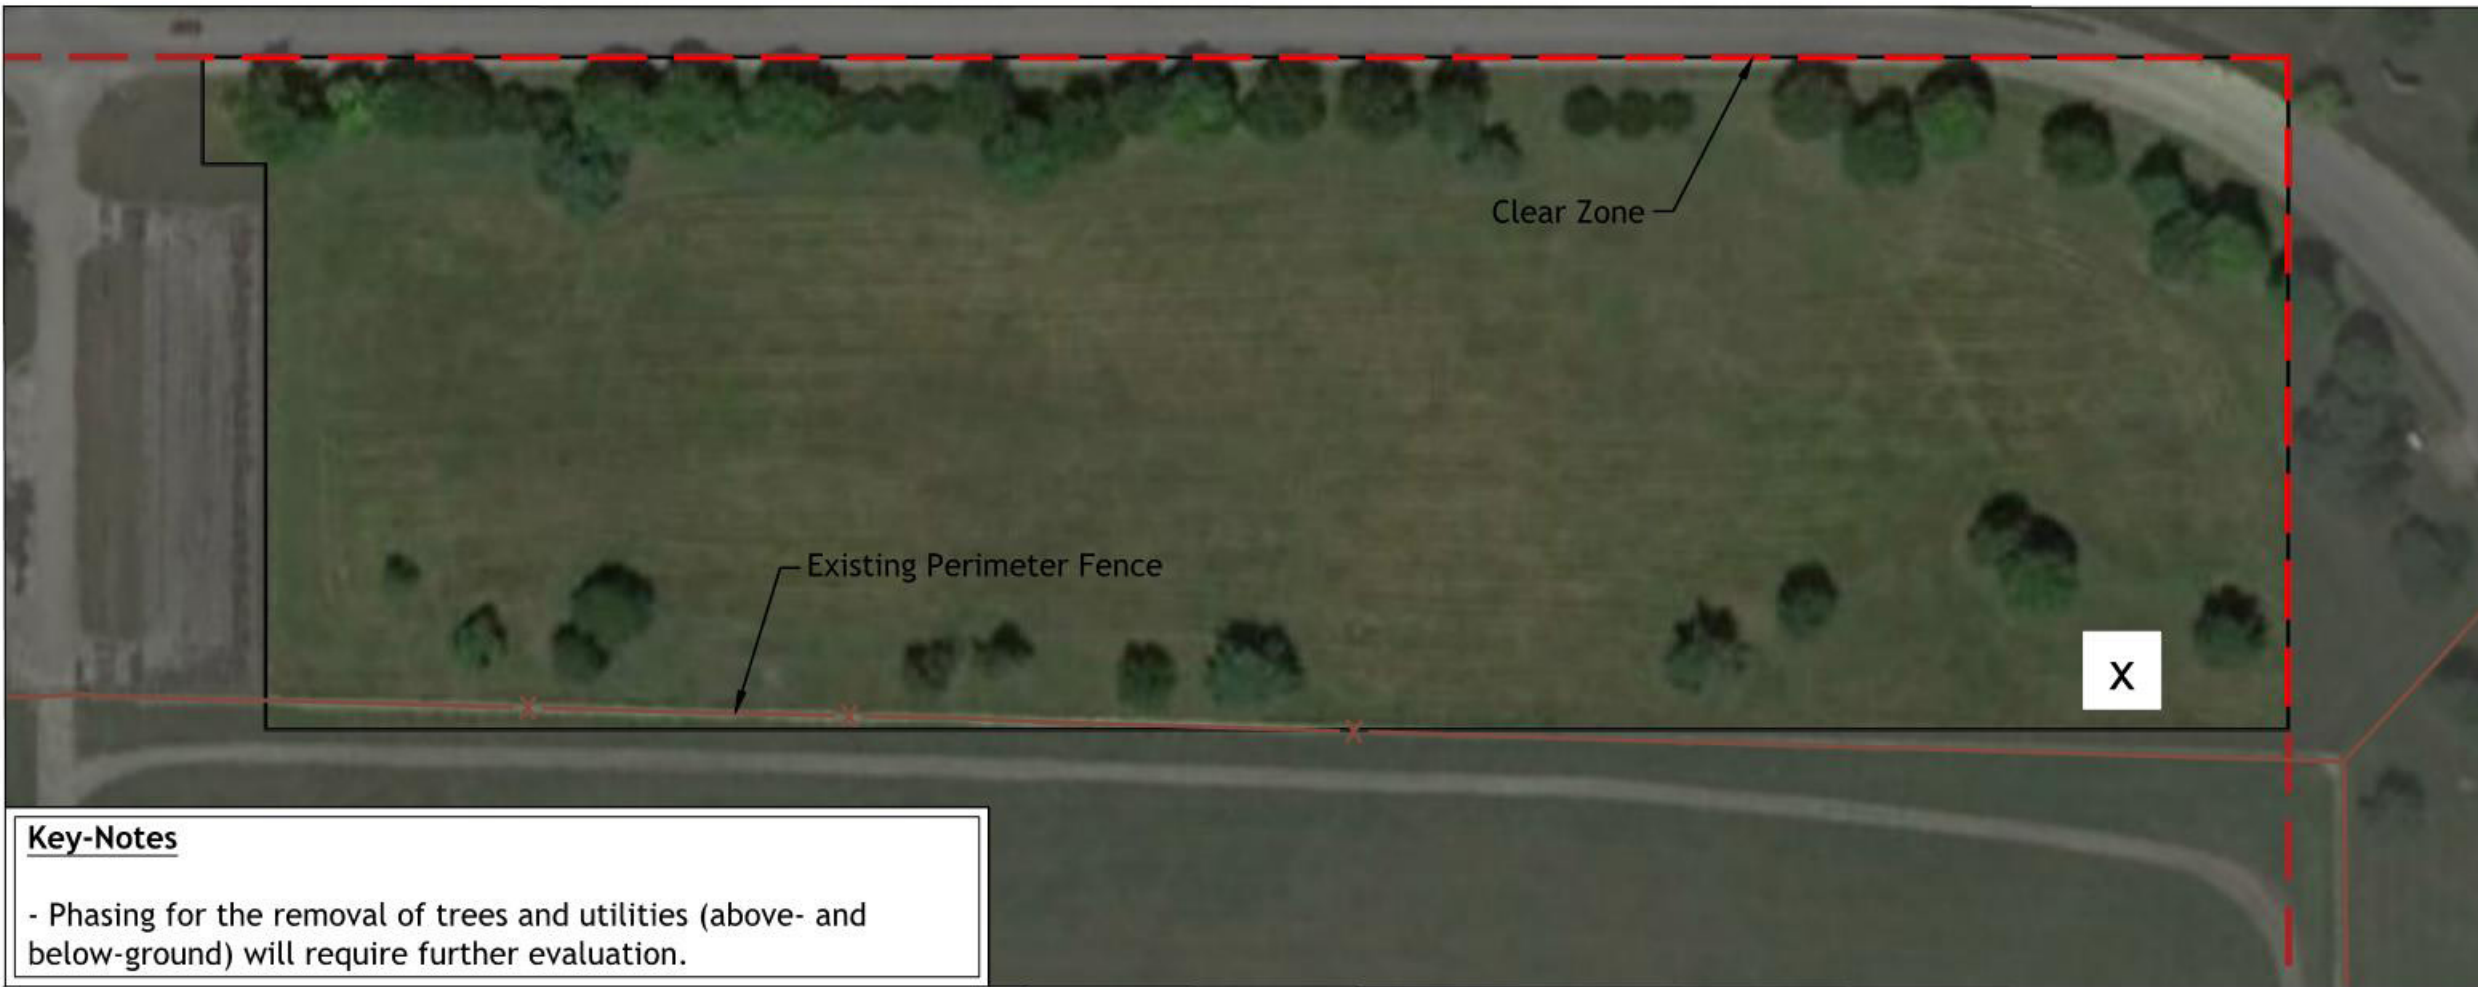 Clear Zone
Existing Perimeter Fence
X
X
X
X
Key-Notes
- Phasing for the removal of trees and utilities (above- and
below-ground) will require further evaluation.